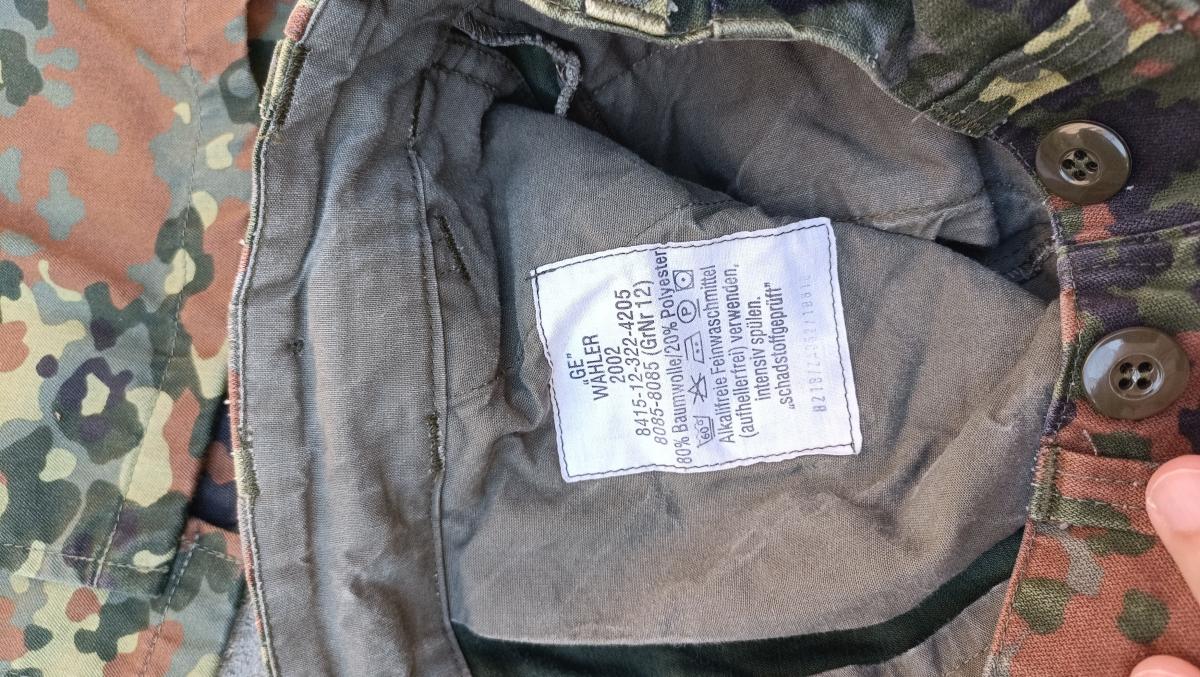 GE"
"WÄHLER
2002
8415-12-322-4205
8085-8085 (GrNr 12)
80% Baumwolle/20% Polyester
60° P
Alkalifreie Feinwaschmittel
(aufhellerfrei) verwenden,
intensiv spülen.
"schadstoffgeprüft"